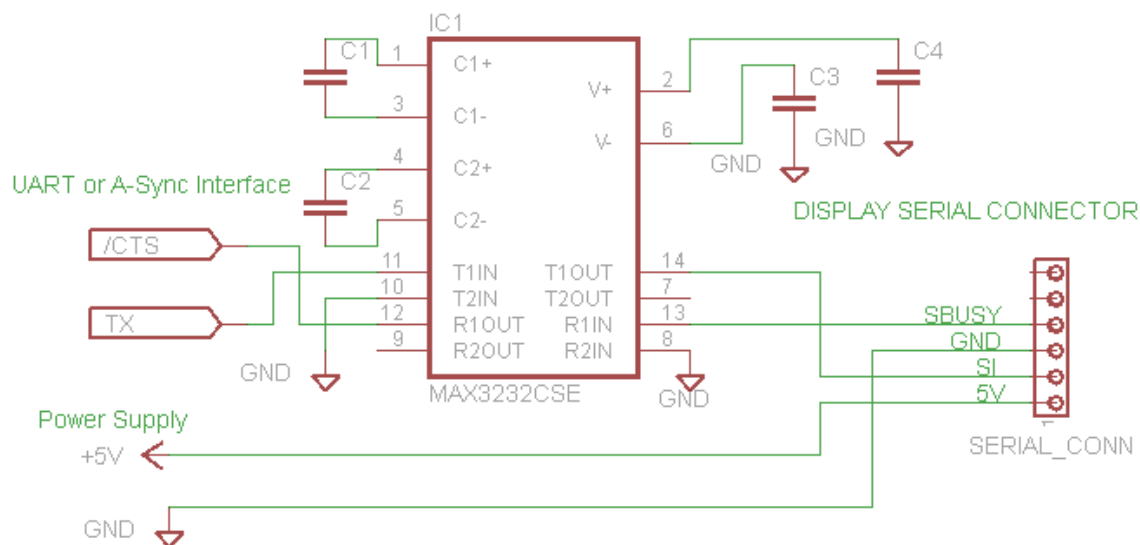 IC1
C1
1
C1+
3
C1-
4
C2+
C2
5
C2-
V+
2
C4
C3
V-
6
GND
GND
UART or A-Sync Interface
DISPLAY SERIAL CONNECTOR
/CTS
TX
11
T1IN
T1OUT
14
10
T2IN
T2OUT
7
12
R1OUT
R1IN
13
9
R2OUT
R2IN
8
GND
MAX3232CSE
GND
SBUSY
GND
SI
5V
1
SERIAL_CONN
Power Supply
+5V
GND